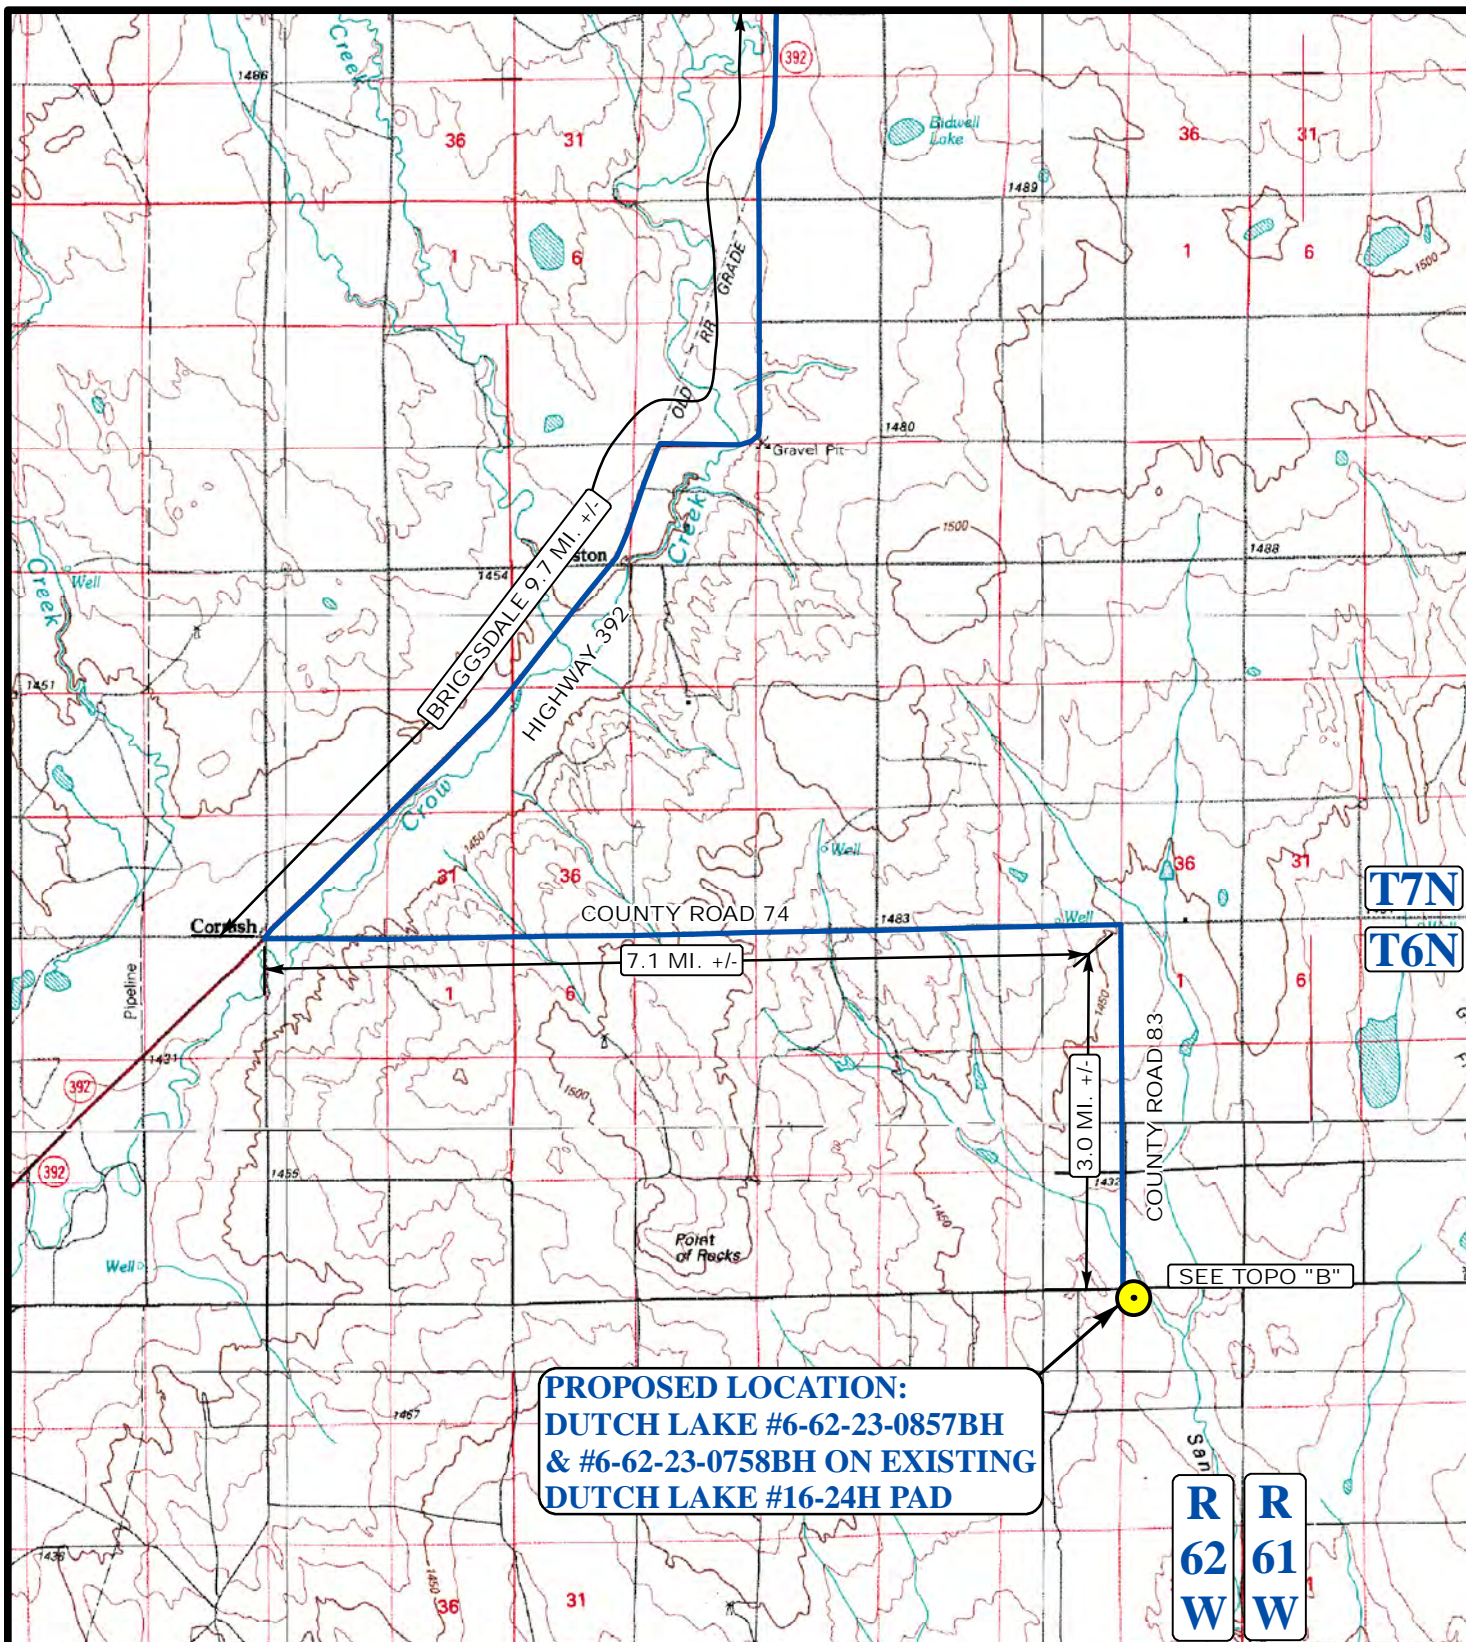 392
Creek
1486
36
31
Bidwell
Lake
36
31
1489
1
6
1
6
1500
OLD RR GRADE
1480
Gravel Pit
Creek
1500
ston
1488
1454
Creek
Well
BRIGGSDALE 9.7 MI. +/-
HIGHWAY 392
1451
Crow
1450
Well
31
36
36
31
T7N
COUNTY ROAD 74
1483
Well
Cornish
T6N
7.1 MI. +/-
Pipeline
1
6
1450
1
6
1431
392
1500
3.0 MI. +/-
COUNTY ROAD 83
392
1455
1432
1450
Point
of Rocks
Well
SEE TOPO "B"
PROPOSED LOCATION:
DUTCH LAKE #6-62-23-0857BH
& #6-62-23-0758BH ON EXISTING
DUTCH LAKE #16-24H PAD
1467
San
R
62
W
R
61
W
1436
1450
36
31